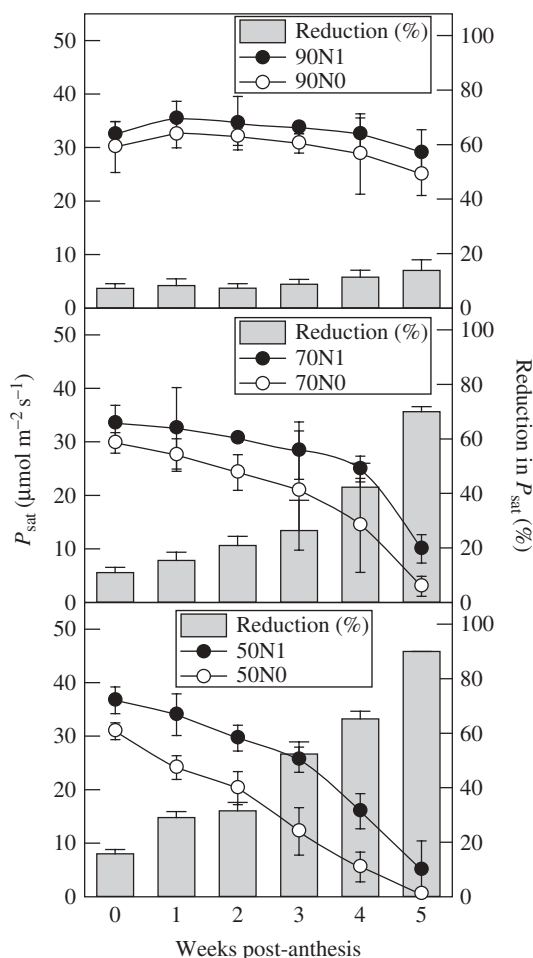 Reduction (%)
90N1
90N0
50
40
30
20
10
0
100
80
60
40
20
0
Reduction (%)
70N1
70N0
50
40
30
20
10
0
100
80
60
40
20
0
Reduction (%)
50N1
50N0
50
40
30
20
10
0
100
80
60
40
20
0
P_sat (μmol m⁻² s⁻¹)
Reduction in P_sat (%)
0 1 2 3 4 5
Weeks post-anthesis